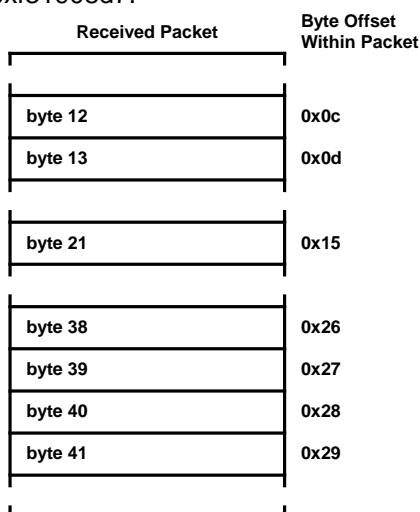 Received Packet
Byte Offset
Within Packet
byte 12 0x0c
byte 13 0x0d
byte 21 0x15
byte 38 0x26
byte 39 0x27
byte 40 0x28
byte 41 0x29